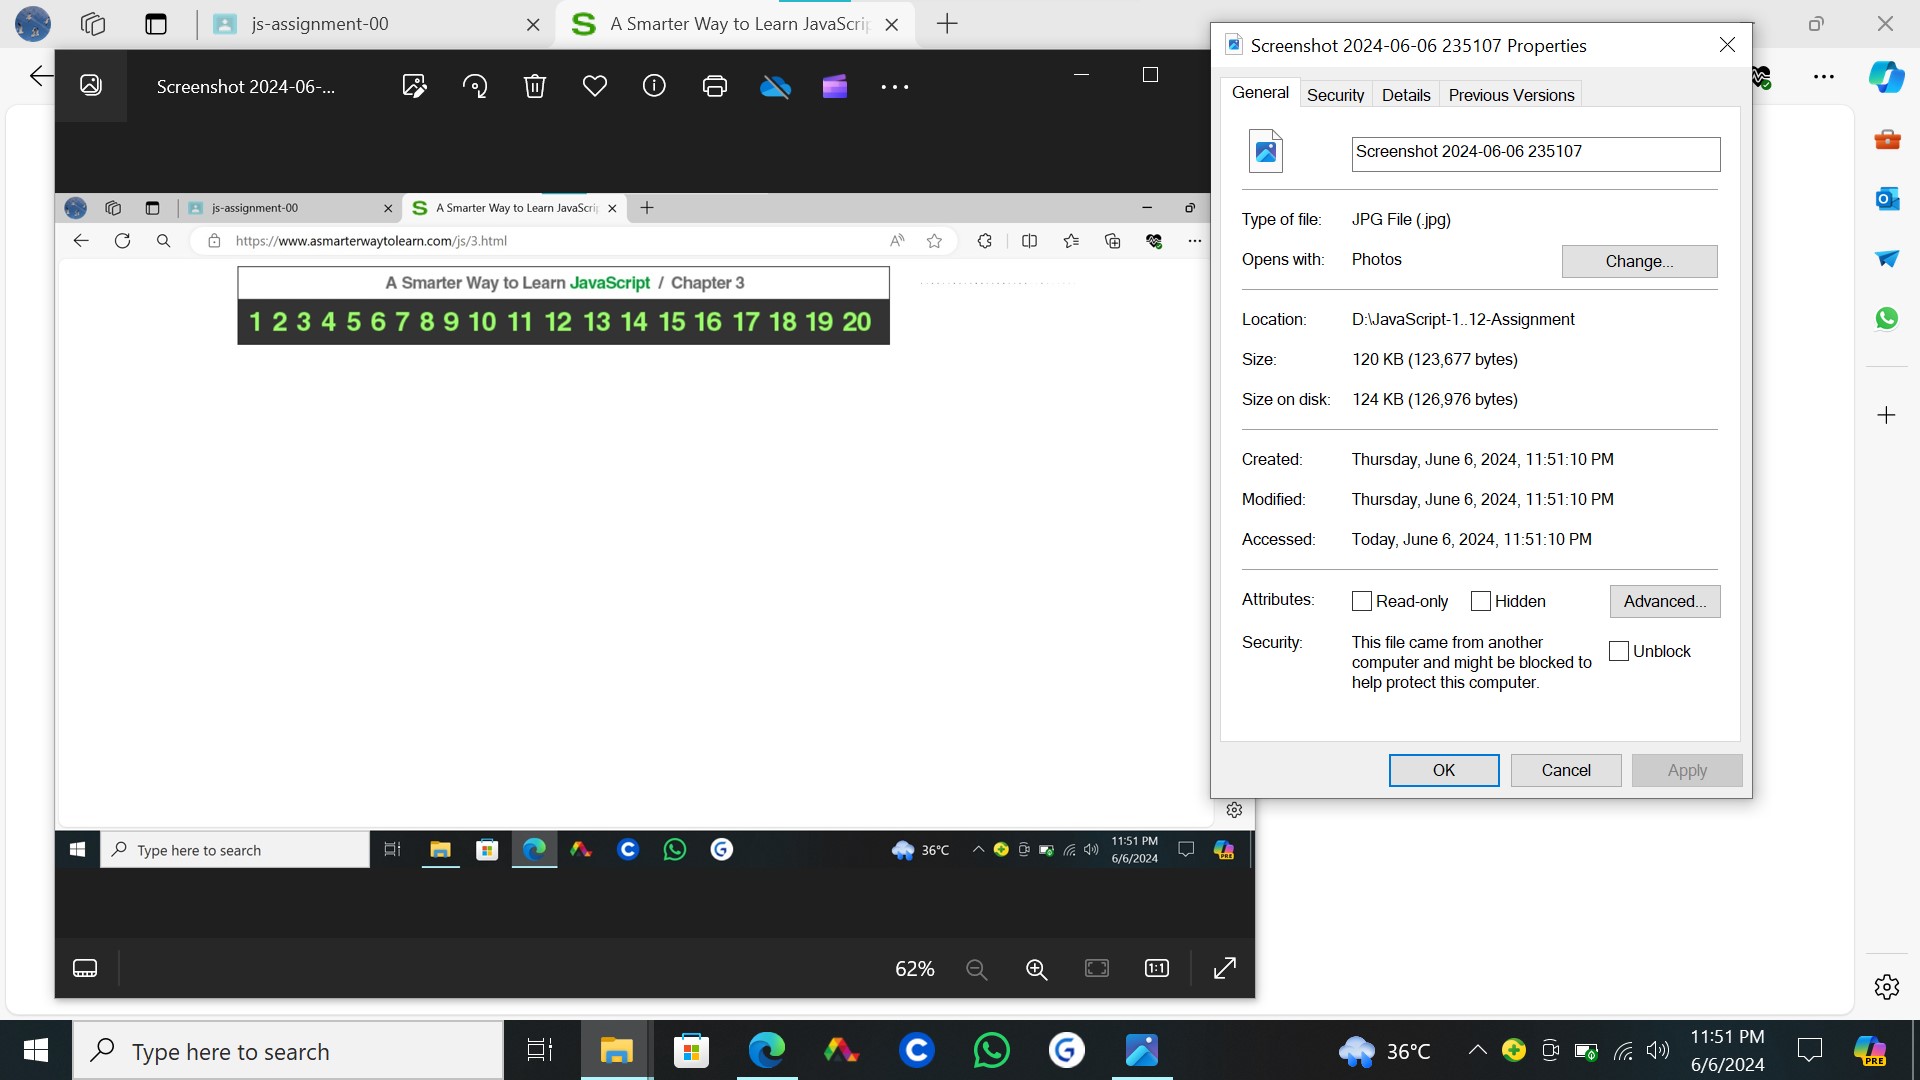 js-assignment-00
A Smarter Way to Learn JavaScrip
Screenshot 2024-06-...
js-assignment-00
A Smarter Way to Learn JavaScrip
https://www.asmarterwaytolearn.com/js/3.html
A Smarter Way to Learn JavaScript / Chapter 3
1 2 3 4 5 6 7 8 9 10 11 12 13 14 15 16 17 18 19 20
Type here to search
36°C
11:51 PM
6/6/2024
PRE
62%
1:1
Screenshot 2024-06-06 235107 Properties
General Security Details Previous Versions
Screenshot 2024-06-06 235107
Type of file: JPG File (.jpg)
Opens with: Photos Change...
Location: D:\JavaScript-1..12-Assignment
Size: 120 KB (123,677 bytes)
Size on disk: 124 KB (126,976 bytes)
Created: Thursday, June 6, 2024, 11:51:10 PM
Modified: Thursday, June 6, 2024, 11:51:10 PM
Accessed: Today, June 6, 2024, 11:51:10 PM
Attributes: Read-only Hidden Advanced...
Security: This file came from another
computer and might be blocked to
help protect this computer.
Unblock
OK Cancel Apply
Type here to search
36°C
11:51 PM
6/6/2024
PRE